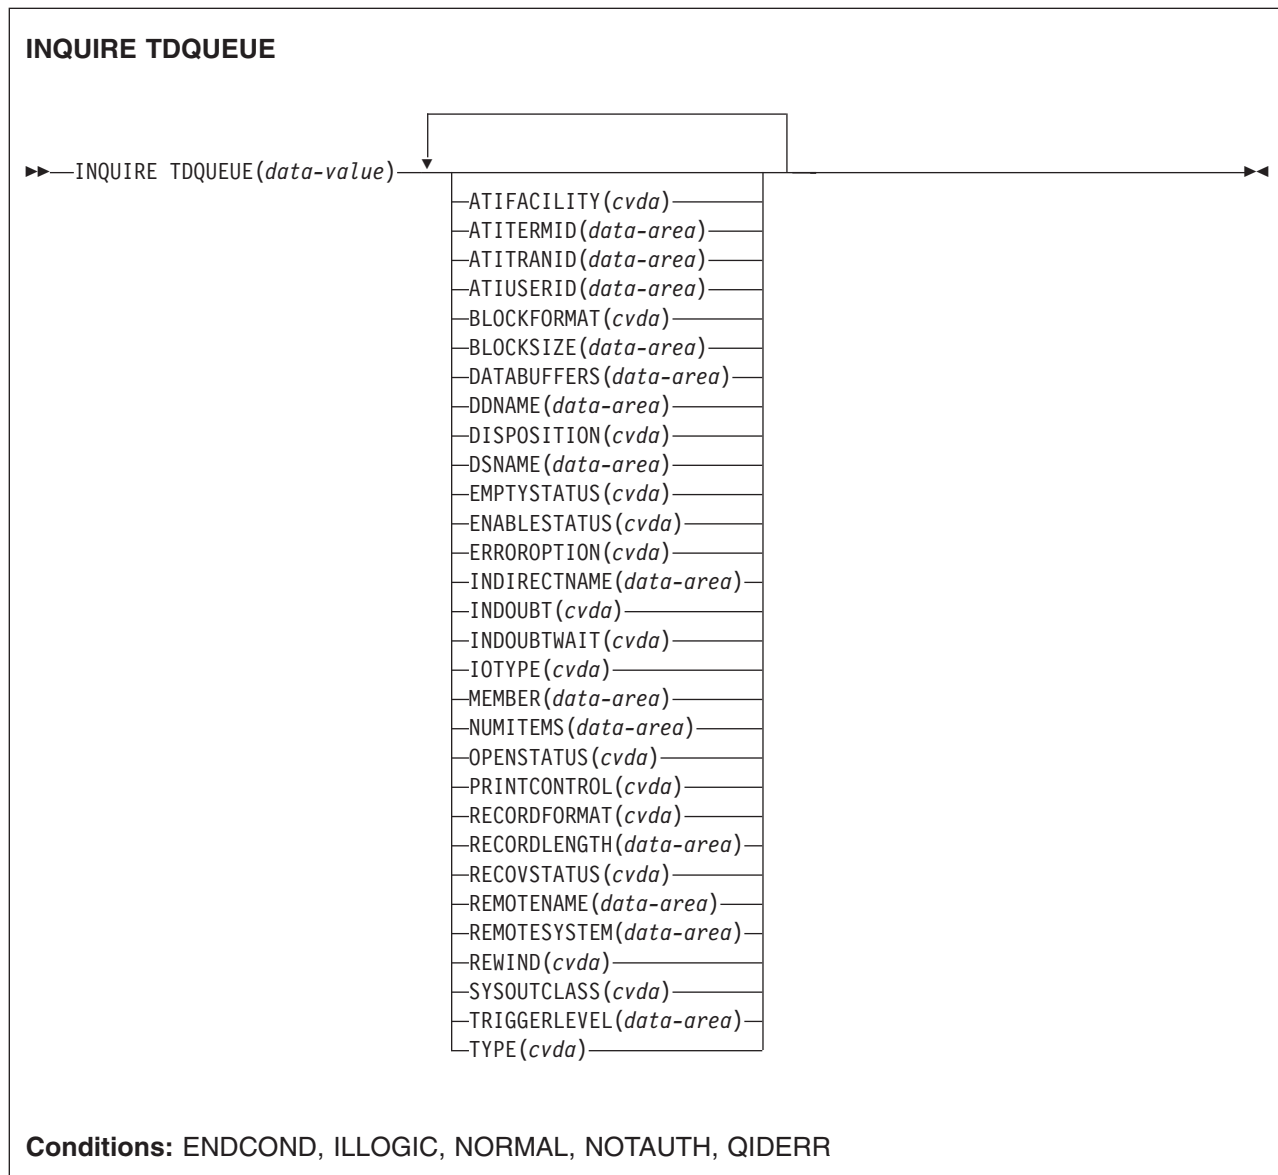 INQUIRE TDQUEUE
INQUIRE TDQUEUE(data-value)
ATIFACILITY(cvda)
ATITERMID(data-area)
ATITRANID(data-area)
ATIUSERID(data-area)
BLOCKFORMAT(cvda)
BLOCKSIZE(data-area)
DATABUFFERS(data-area)
DDNAME(data-area)
DISPOSITION(cvda)
DSNAME(data-area)
EMPTYSTATUS(cvda)
ENABLESTATUS(cvda)
ERROROPTION(cvda)
INDIRECTNAME(data-area)
INDOUBT(cvda)
INDOUBTWAIT(cvda)
IOTYPE(cvda)
MEMBER(data-area)
NUMITEMS(data-area)
OPENSTATUS(cvda)
PRINTCONTROL(cvda)
RECORDFORMAT(cvda)
RECORDLENGTH(data-area)
RECOVSTATUS(cvda)
REMOTENAME(data-area)
REMOTESYSTEM(data-area)
REWIND(cvda)
SYSOUTCLASS(cvda)
TRIGGERLEVEL(data-area)
TYPE(cvda)
Conditions: ENDCOND, ILLOGIC, NORMAL, NOTAUTH, QIDERR